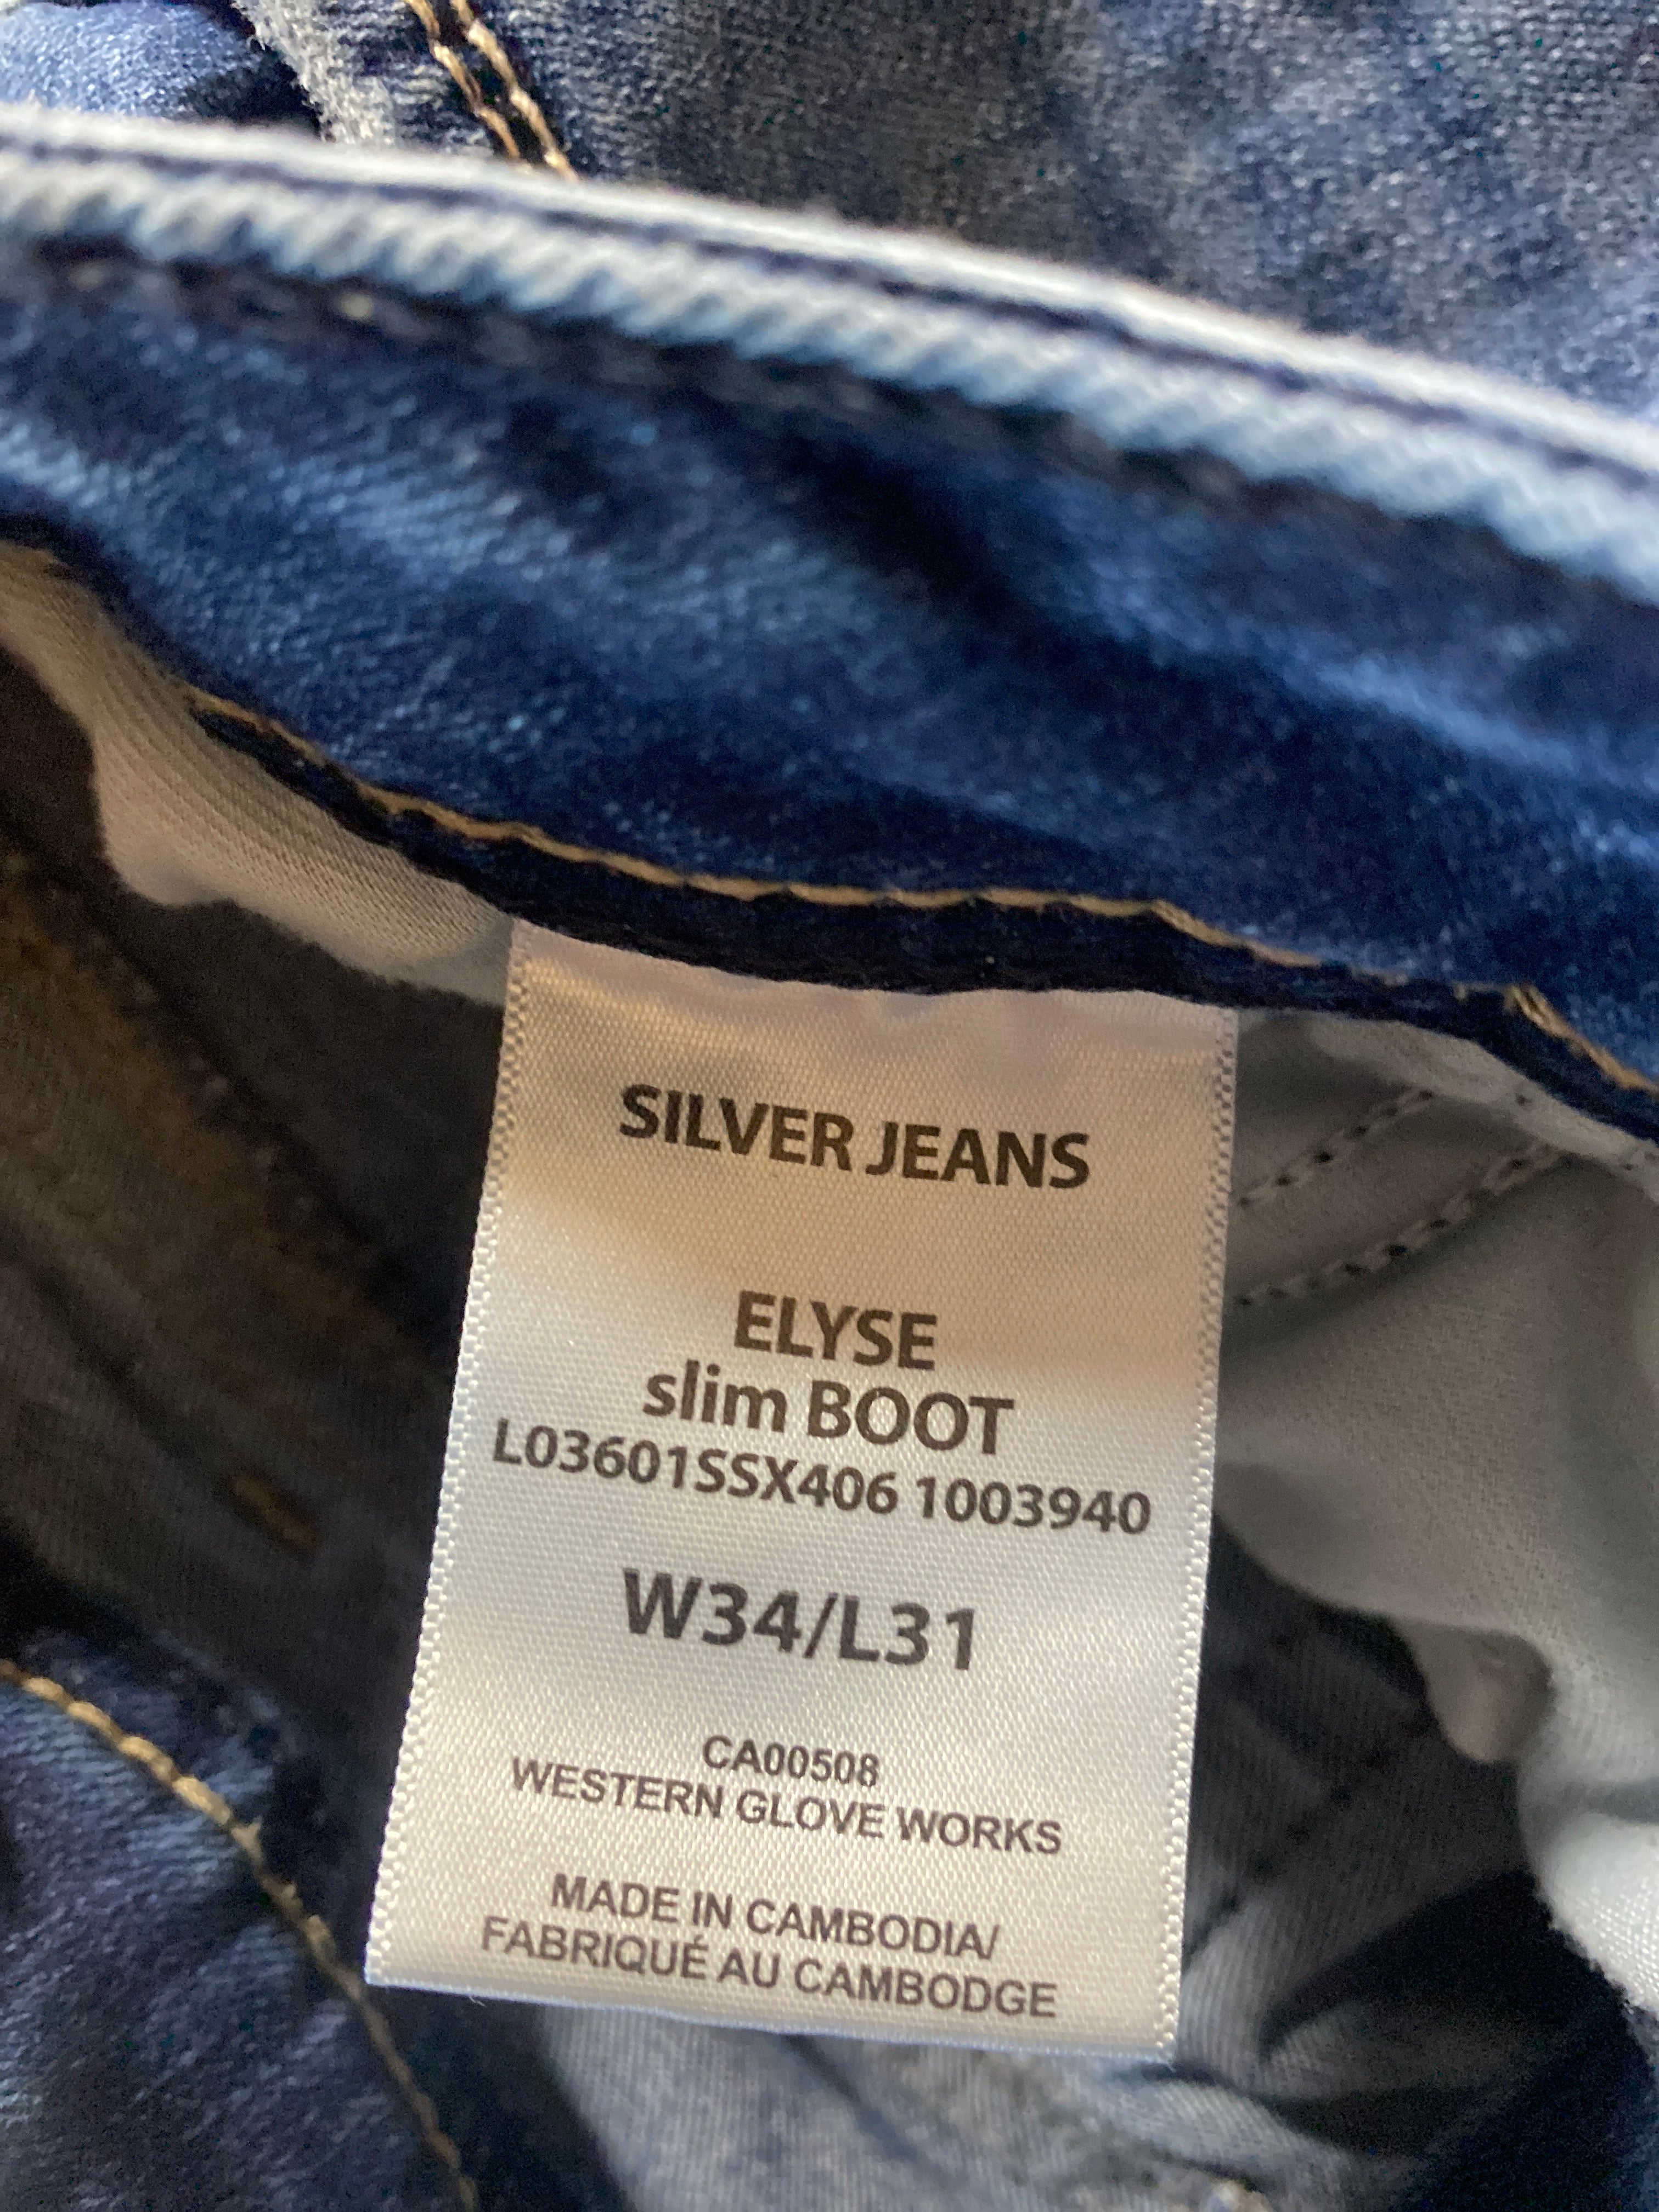 SILVER JEANS
ELYSE
slim BOOT
L03601SSX406 1003940
W34/L31
CA00508
WESTERN GLOVE WORKS
MADE IN CAMBODIA/
FABRIQUÉ AU CAMBODGE